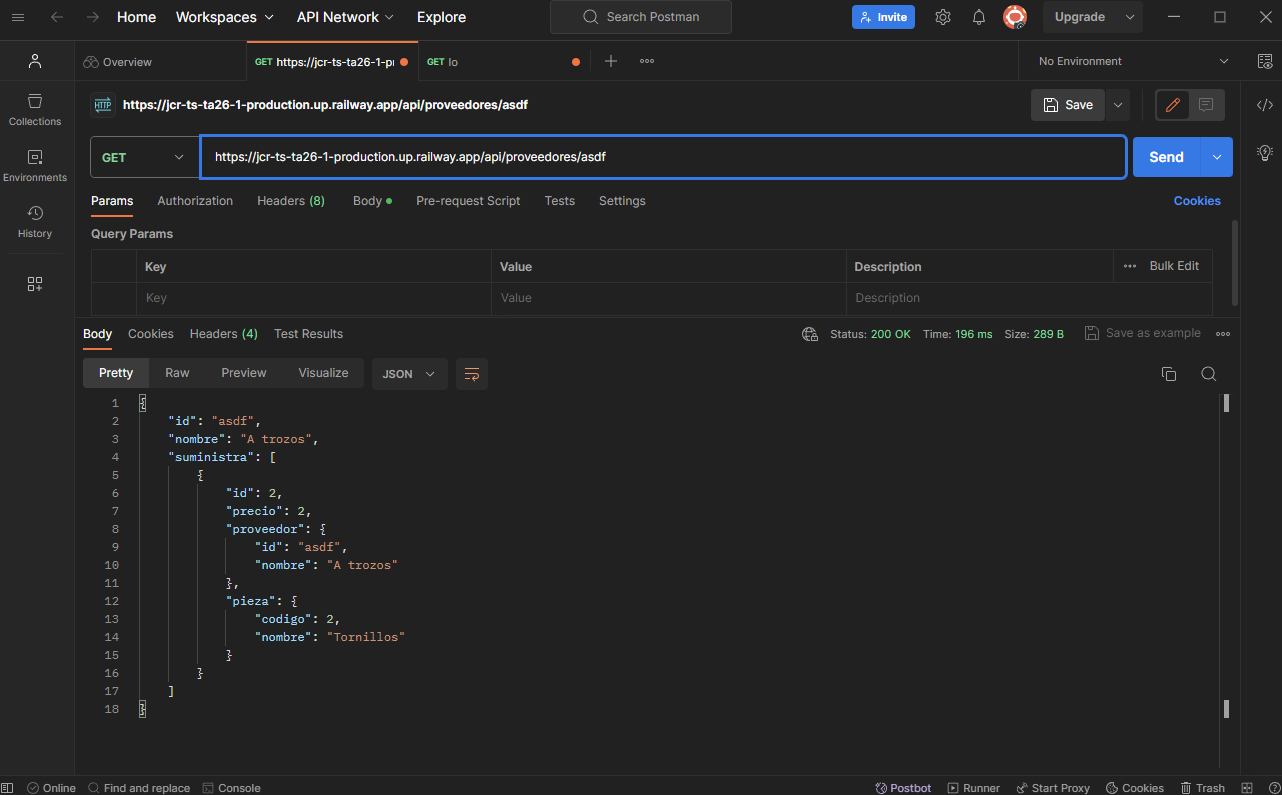 Home Workspaces API Network Explore Search Postman Invite Upgrade
Overview GET https://jcr-ts-ta26-1-pr GET lo No Environment
HTTP https://jcr-ts-ta26-1-production.up.railway.app/api/proveedores/asdf Save
GET https://jcr-ts-ta26-1-production.up.railway.app/api/proveedores/asdf Send
Collections
Environments
History
Params Authorization Headers (8) Body Pre-request Script Tests Settings Cookies
Query Params
Key Value Description Bulk Edit
Key Value Description
Body Cookies Headers (4) Test Results Status: 200 OK Time: 196 ms Size: 289 B Save as example
Pretty Raw Preview Visualize JSON
1 {
2 "id": "asdf",
3 "nombre": "A trozos",
4 "suministra": [
5 {
6 "id": 2,
7 "precio": 2,
8 "proveedor": {
9 "id": "asdf",
10 "nombre": "A trozos"
11 },
12 "pieza": {
13 "codigo": 2,
14 "nombre": "Tornillos"
15 }
16 }
17 ]
18 }
Online Find and replace Console Postbot Runner Start Proxy Cookies Trash